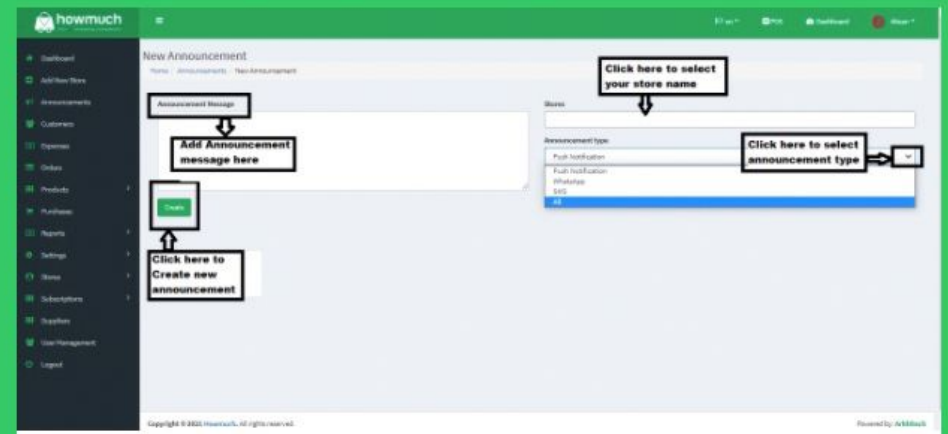 howmuch
en
POS
Dashboard
New Announcement
Home / Announcements / New Announcement
Dashboard
Add New Store
Announcements
Customers
Expenses
Orders
Products
Purchases
Reports
Settings
Stores
Subscriptions
Suppliers
User Management
Logout
Announcement Message
Add Announcement
message here
Create
Click here to
Create new
announcement
Click here to select
your store name
Stores
Announcement type
Push Notification
Push Notification
WhatsApp
SMS
All
Click here to select
announcement type
Copyright © 2021 Howmuch. All rights reserved.
Powered by